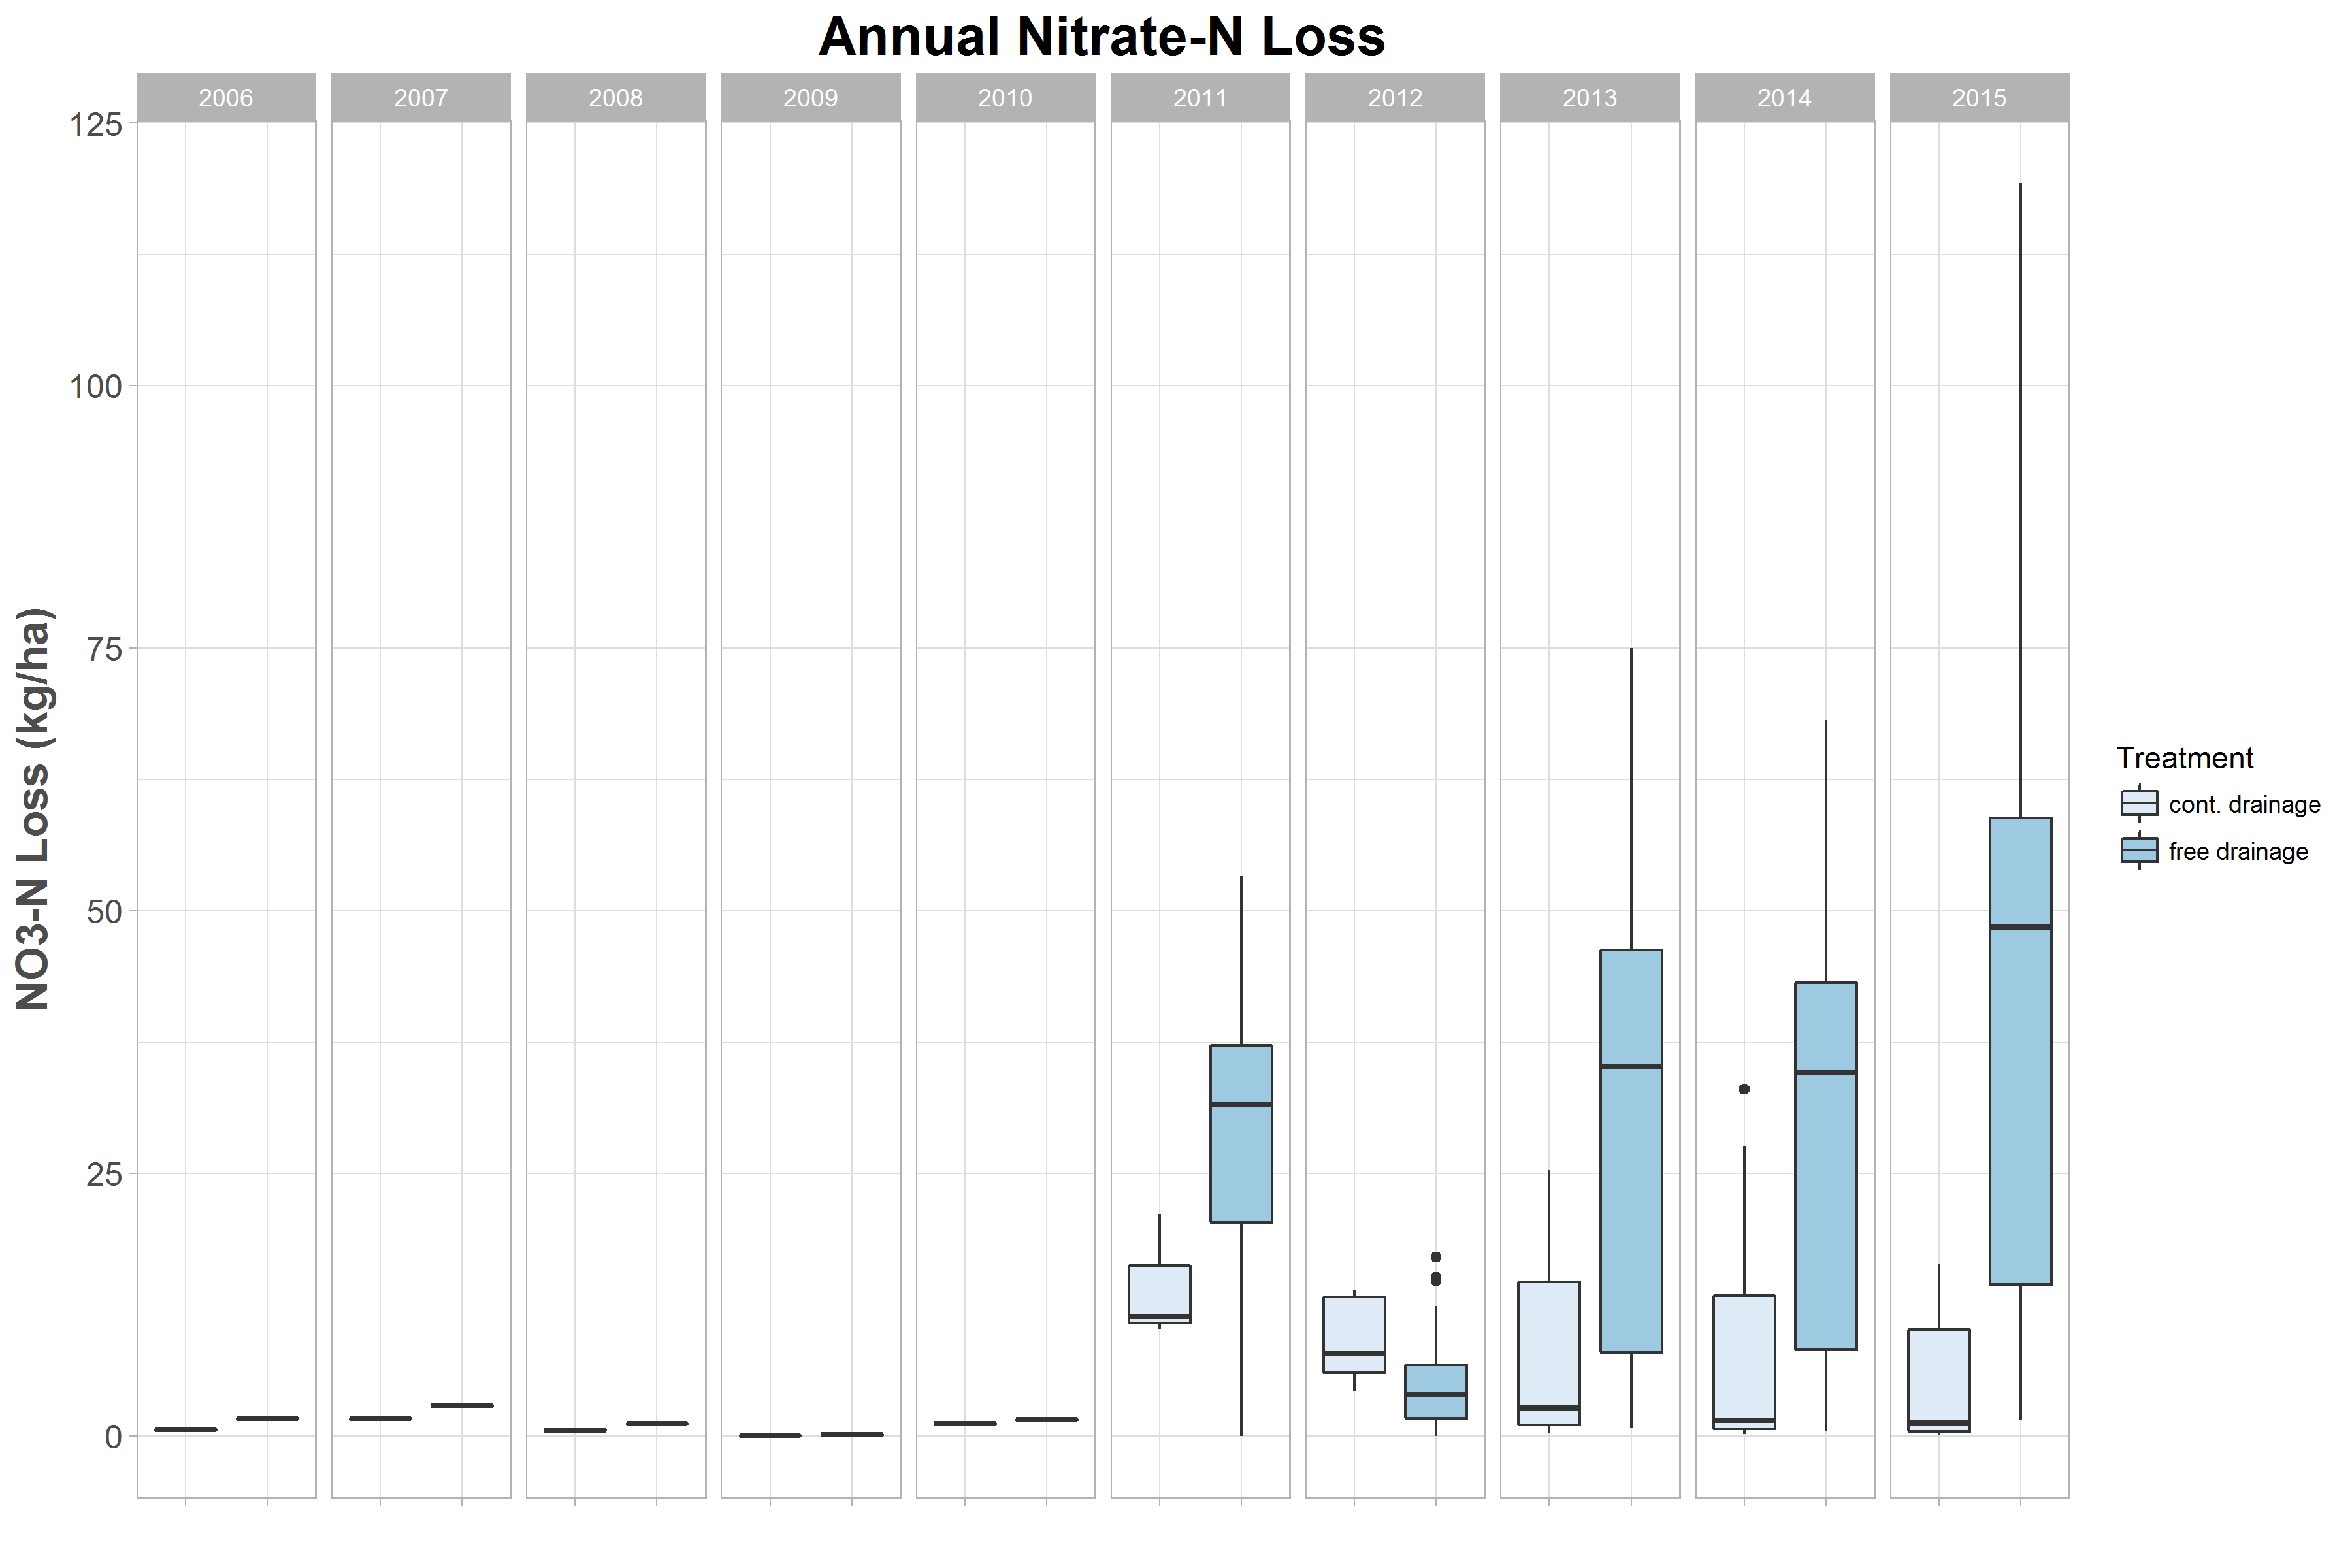 Annual Nitrate-N Loss
2006 2007 2008 2009 2010 2011 2012 2013 2014 2015
125
100
75
50
25
0
NO3-N Loss (kg/ha)
Treatment
cont. drainage
free drainage